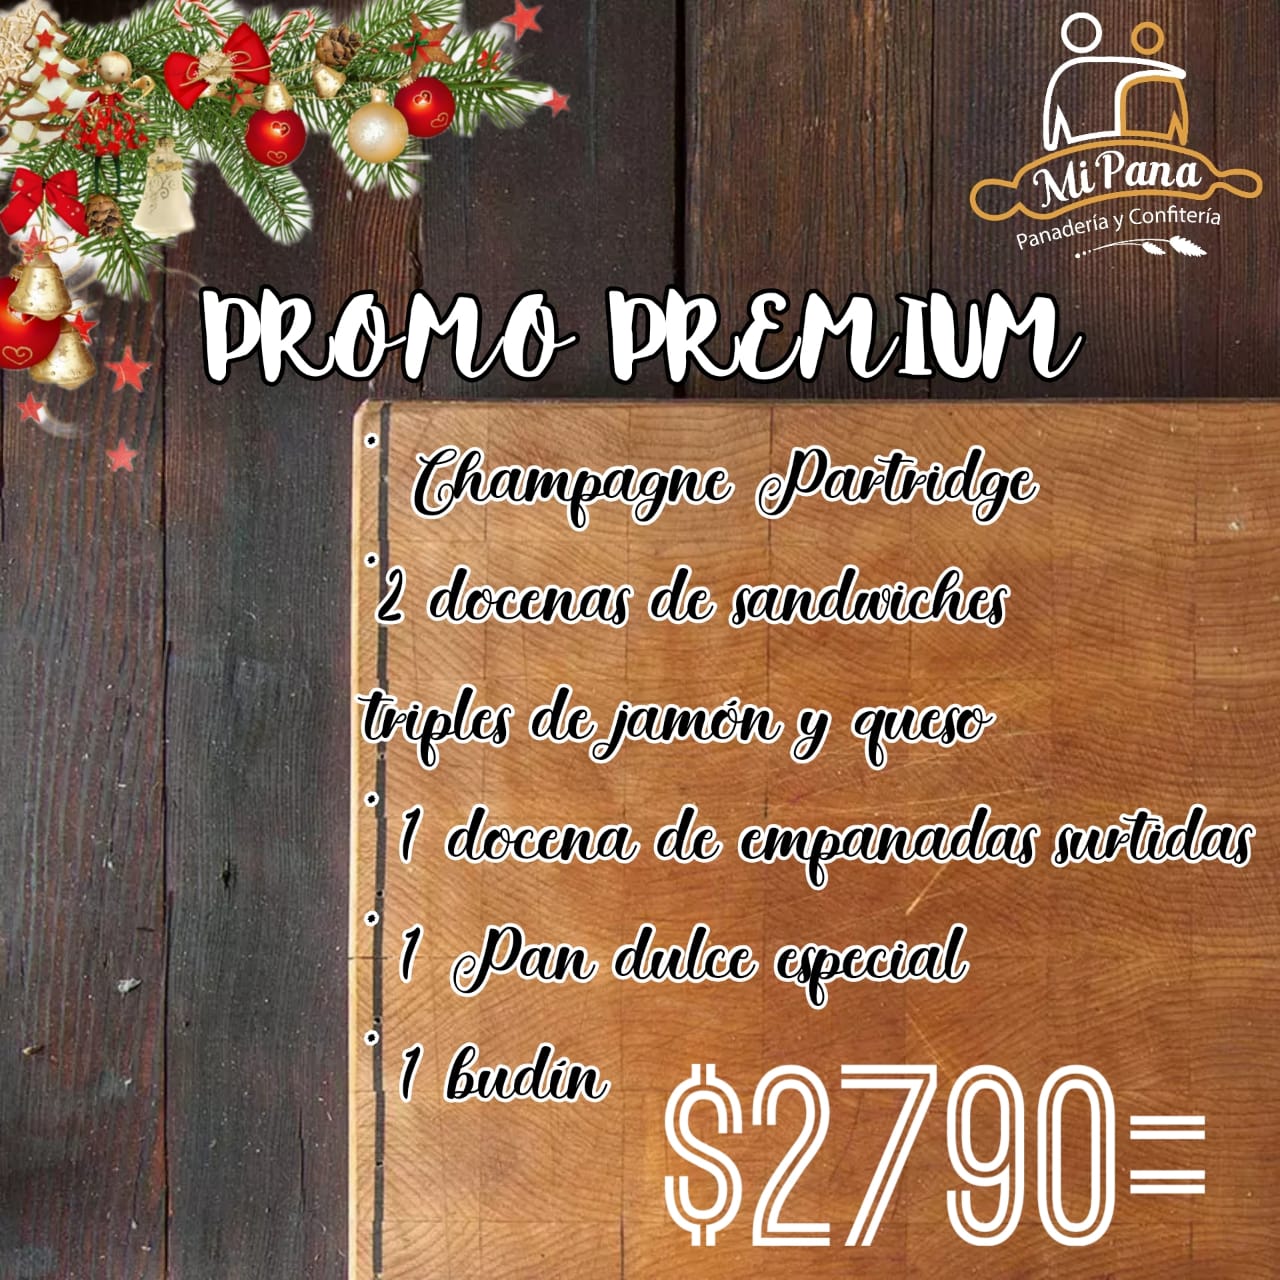 Mi Pana
Panadería y Confitería
PROMO PREMIUM
· Champagne Partridge
· 2 docenas de sandwiches
triples de jamón y queso
· 1 docena de empanadas surtidas
· 1 Pan dulce especial
· 1 budín
$2790=